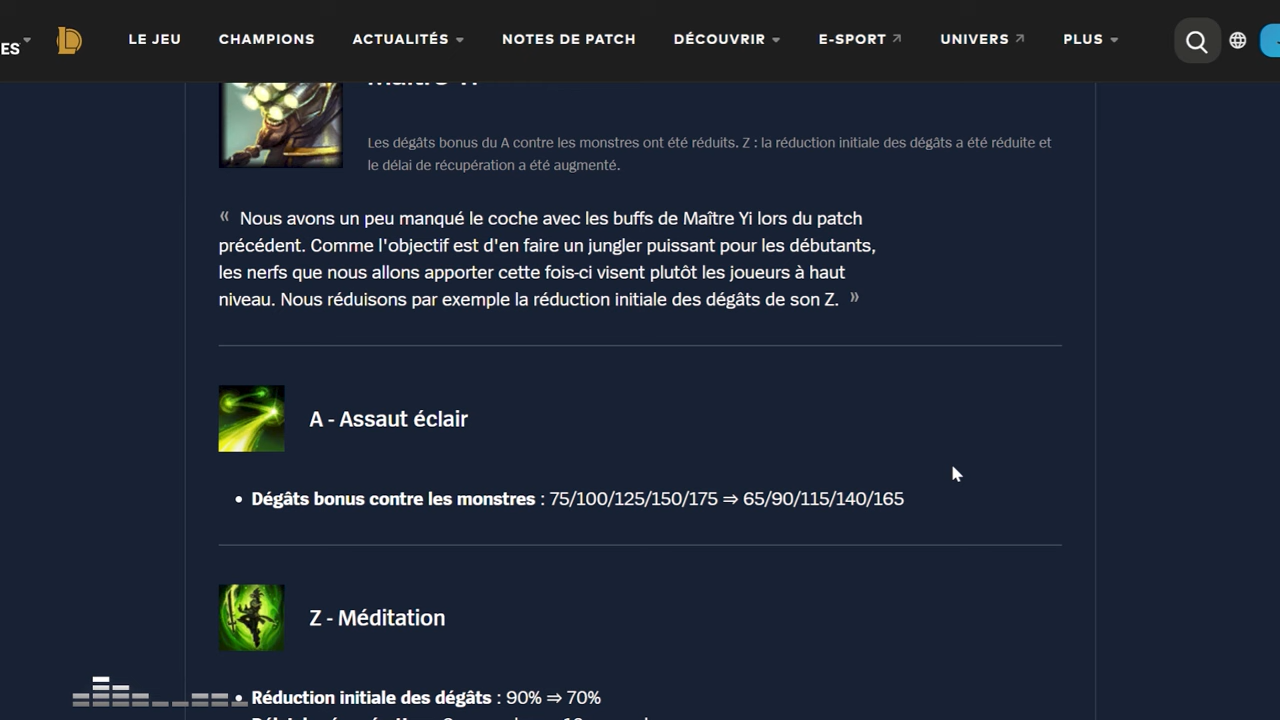 ES
LE JEU CHAMPIONS ACTUALITÉS NOTES DE PATCH DÉCOUVRIR E-SPORT UNIVERS PLUS
Les dégâts bonus du A contre les monstres ont été réduits. Z : la réduction initiale des dégâts a été réduite et
le délai de récupération a été augmenté.
« Nous avons un peu manqué le coche avec les buffs de Maître Yi lors du patch
précédent. Comme l'objectif est d'en faire un jungler puissant pour les débutants,
les nerfs que nous allons apporter cette fois-ci visent plutôt les joueurs à haut
niveau. Nous réduisons par exemple la réduction initiale des dégâts de son Z. »
A - Assaut éclair
• Dégâts bonus contre les monstres : 75/100/125/150/175 ⇒ 65/90/115/140/165
Z - Méditation
• Réduction initiale des dégâts : 90% ⇒ 70%